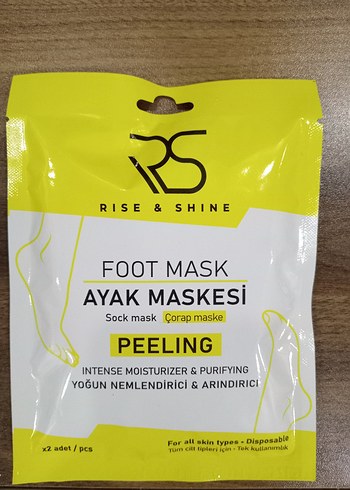 RS
RISE & SHINE
FOOT MASK
AYAK MASKESİ
Sock mask Çorap maske
PEELING
INTENSE MOISTURIZER & PURIFYING
YOĞUN NEMLENDİRİCİ & ARINDIRICI
For all skin types - Disposable
x2 adet / pcs Tüm cilt tipleri için - Tek kullanımlık